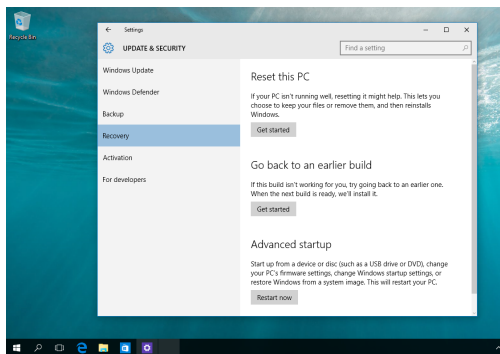 Recycle Bin
Settings
UPDATE & SECURITY
Find a setting
Windows Update
Windows Defender
Backup
Recovery
Activation
For developers
Reset this PC
If your PC isn't running well, resetting it might help. This lets you
choose to keep your files or remove them, and then reinstalls
Windows.
Get started
Go back to an earlier build
If this build isn't working for you, try going back to an earlier one.
When the next build is ready, we'll install it.
Get started
Advanced startup
Start up from a device or disc (such as a USB drive or DVD), change
your PC's firmware settings, change Windows startup settings, or
restore Windows from a system image. This will restart your PC.
Restart now